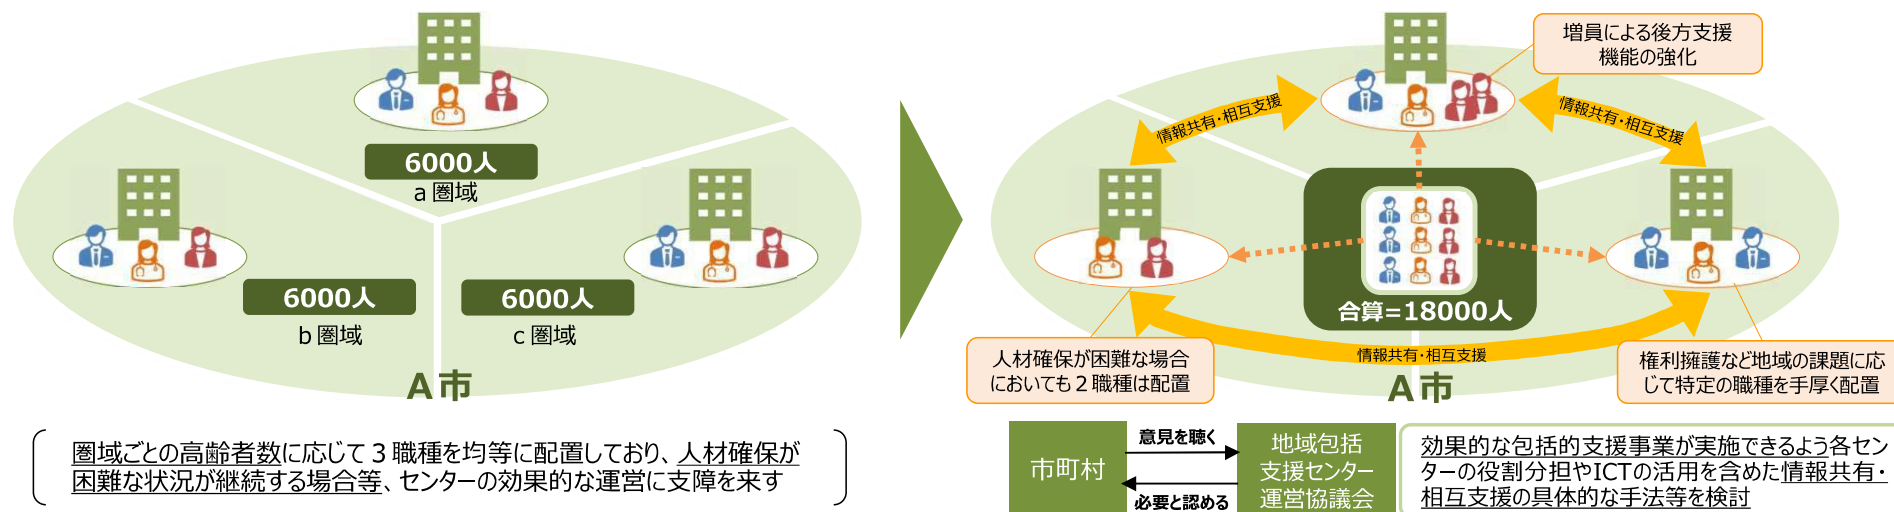 6000人
a 圏域
6000人
b 圏域
6000人
c 圏域
A 市
圏域ごとの高齢者数に応じて３職種を均等に配置しており、人材確保が
困難な状況が継続する場合等、センターの効果的な運営に支障を来す
増員による後方支援
機能の強化
情報共有・相互支援
情報共有・相互支援
合算=18000人
情報共有・相互支援
人材確保が困難な場合
においても２職種は配置
権利擁護など地域の課題に応
じて特定の職種を手厚く配置
A 市
市町村
意見を聴く
必要と認める
地域包括
支援センター
運営協議会
効果的な包括的支援事業が実施できるよう各セン
ターの役割分担やICTの活用を含めた情報共有・
相互支援の具体的な手法等を検討